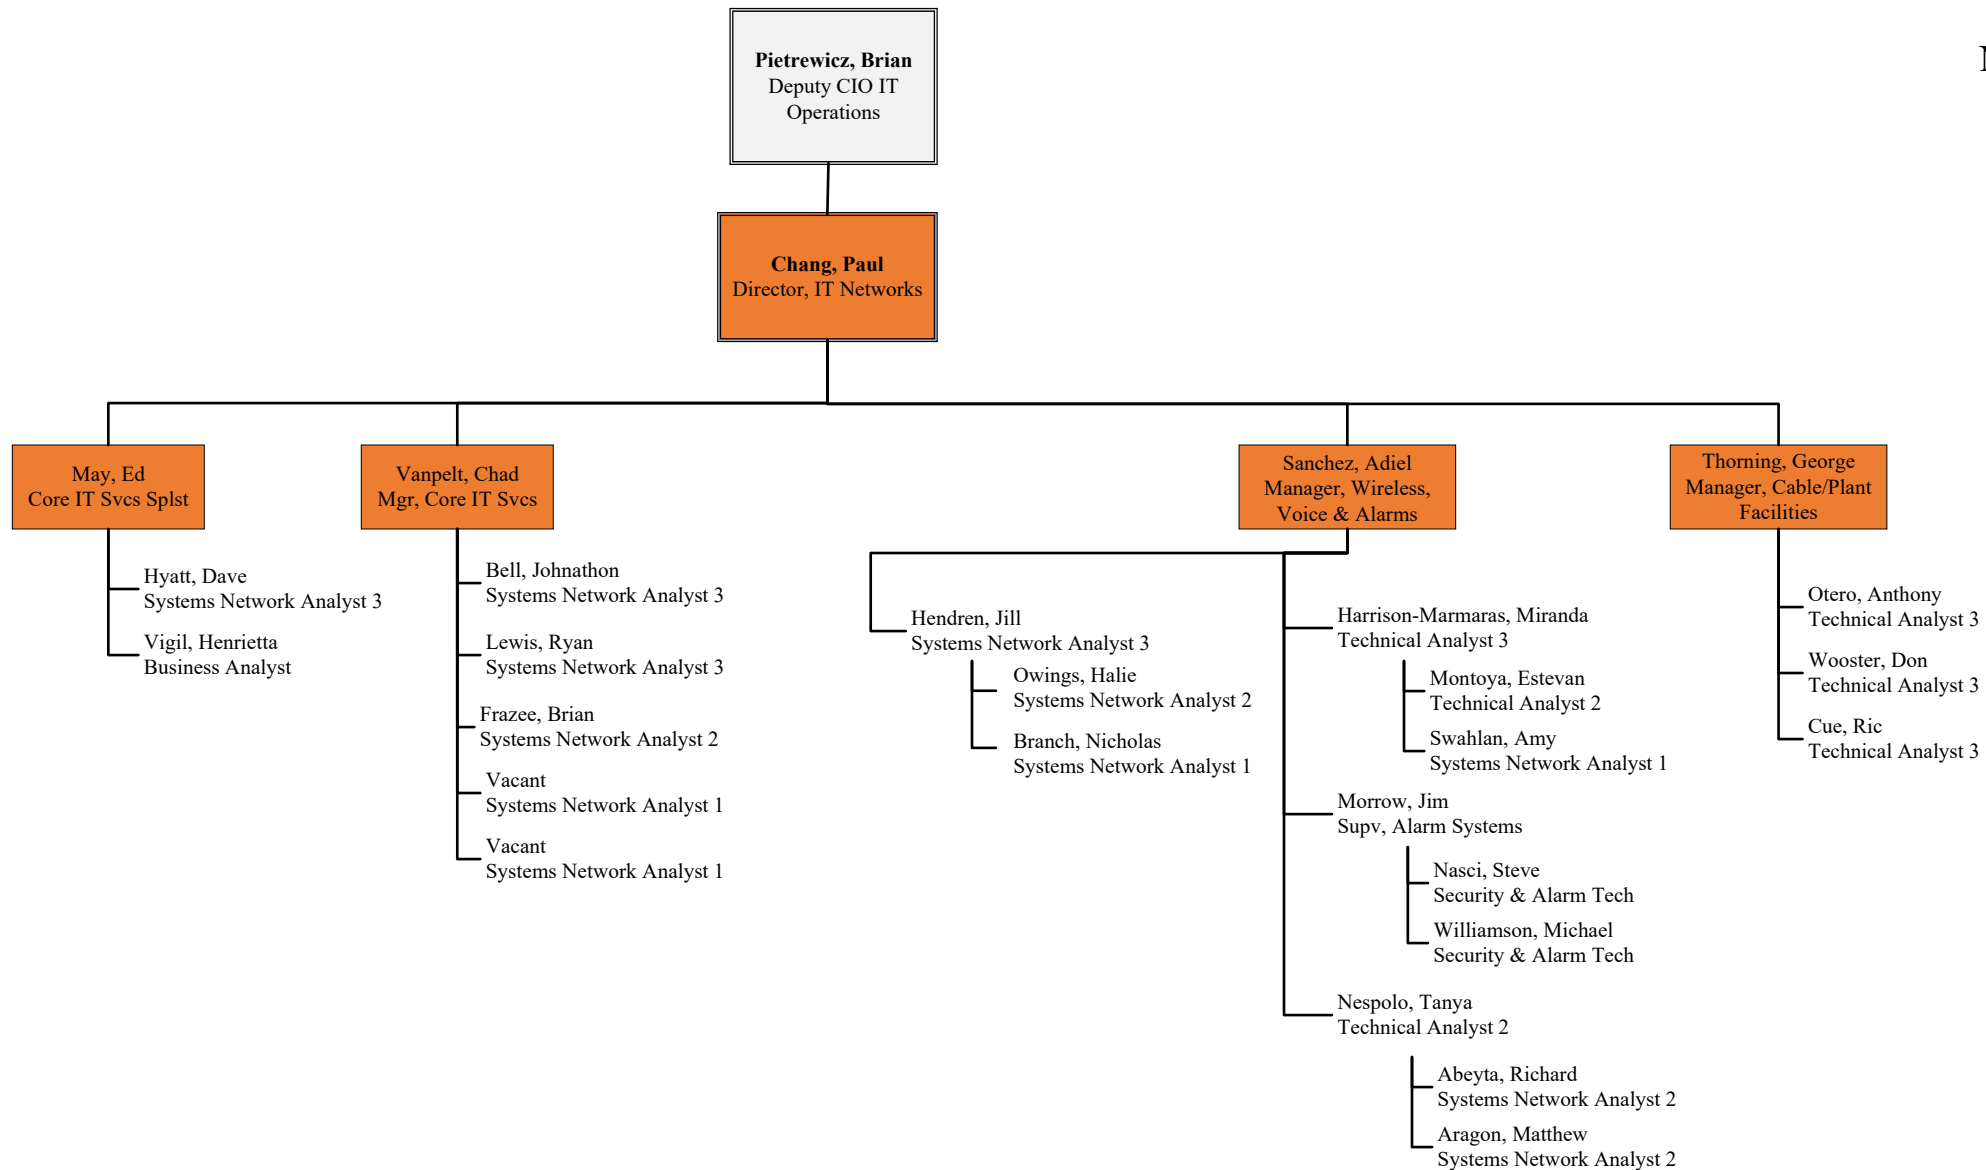 Pietrewicz, Brian
Deputy CIO IT
Operations
Chang, Paul
Director, IT Networks
May, Ed
Core IT Svcs Splst
Hyatt, Dave
Systems Network Analyst 3
Vigil, Henrietta
Business Analyst
Vanpelt, Chad
Mgr, Core IT Svcs
Bell, Johnathon
Systems Network Analyst 3
Lewis, Ryan
Systems Network Analyst 3
Frazee, Brian
Systems Network Analyst 2
Vacant
Systems Network Analyst 1
Vacant
Systems Network Analyst 1
Sanchez, Adiel
Manager, Wireless,
Voice & Alarms
Hendren, Jill
Systems Network Analyst 3
Owings, Halie
Systems Network Analyst 2
Branch, Nicholas
Systems Network Analyst 1
Harrison-Marmaras, Miranda
Technical Analyst 3
Montoya, Estevan
Technical Analyst 2
Swahlan, Amy
Systems Network Analyst 1
Morrow, Jim
Supv, Alarm Systems
Nasci, Steve
Security & Alarm Tech
Williamson, Michael
Security & Alarm Tech
Nespolo, Tanya
Technical Analyst 2
Abeyta, Richard
Systems Network Analyst 2
Aragon, Matthew
Systems Network Analyst 2
Thorning, George
Manager, Cable/Plant
Facilities
Otero, Anthony
Technical Analyst 3
Wooster, Don
Technical Analyst 3
Cue, Ric
Technical Analyst 3